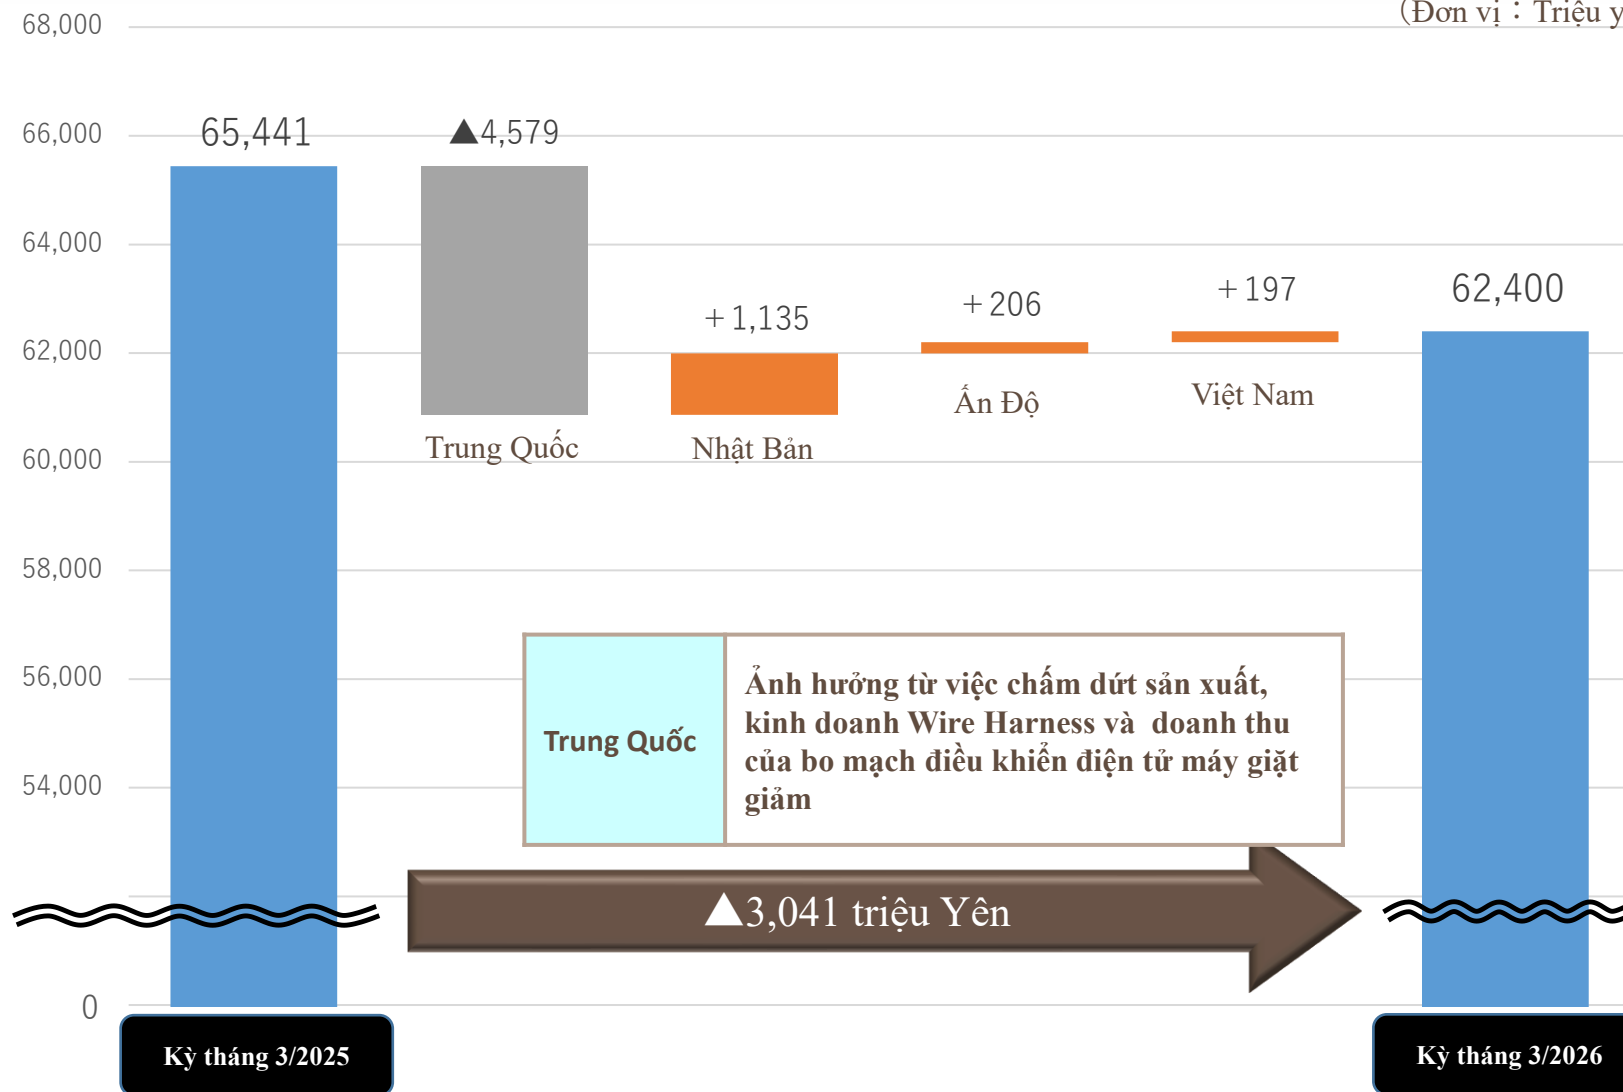 (Đơn vị：Triệu y
68,000
66,000
64,000
62,000
60,000
58,000
56,000
54,000
0
65,441
▲4,579
＋1,135
＋206
＋197
62,400
Trung Quốc
Nhật Bản
Ấn Độ
Việt Nam
Trung Quốc
Ảnh hưởng từ việc chấm dứt sản xuất,
kinh doanh Wire Harness và doanh thu
của bo mạch điều khiển điện tử máy giặt
giảm
▲3,041 triệu Yên
Kỳ tháng 3/2025
Kỳ tháng 3/2026